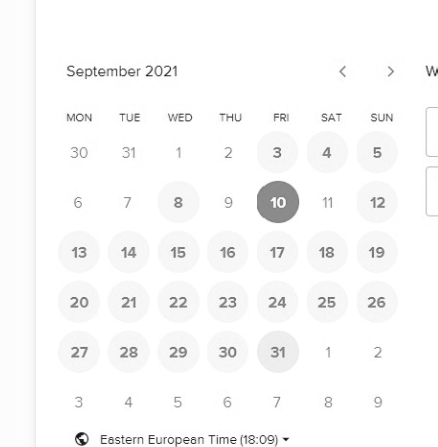 September 2021
MON TUE WED THU FRI SAT SUN
30 31 1 2 3 4 5
6 7 8 9 10 11 12
13 14 15 16 17 18 19
20 21 22 23 24 25 26
27 28 29 30 31 1 2
3 4 5 6 7 8 9
Eastern European Time (18:09)